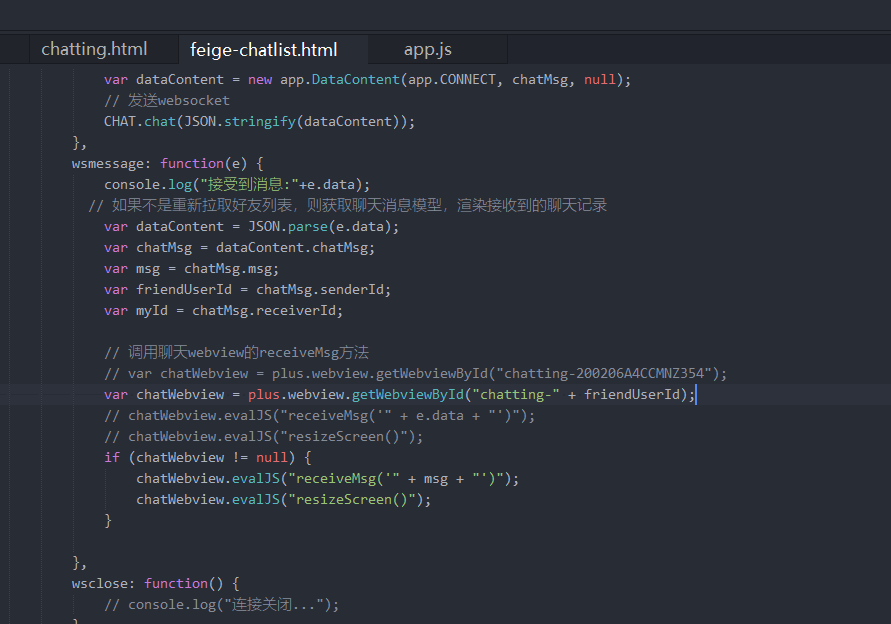 chatting.html feige-chatlist.html app.js
var dataContent = new app.DataContent(app.CONNECT, chatMsg, null);
// 发送websocket
CHAT.chat(JSON.stringify(dataContent));
},
wsmessage: function(e) {
console.log("接受到消息:"+e.data);
// 如果不是重新拉取好友列表，则获取聊天消息模型，渲染接收到的聊天记录
var dataContent = JSON.parse(e.data);
var chatMsg = dataContent.chatMsg;
var msg = chatMsg.msg;
var friendUserId = chatMsg.senderId;
var myId = chatMsg.receiverId;
// 调用聊天webview的receiveMsg方法
// var chatWebview = plus.webview.getWebviewById("chatting-200206A4CCMNZ354");
var chatWebview = plus.webview.getWebviewById("chatting-" + friendUserId);
// chatWebview.evalJS("receiveMsg('" + e.data + "')");
// chatWebview.evalJS("resizeScreen()");
if (chatWebview != null) {
chatWebview.evalJS("receiveMsg('" + msg + "')");
chatWebview.evalJS("resizeScreen()");
}
},
wsclose: function() {
// console.log("连接关闭...");